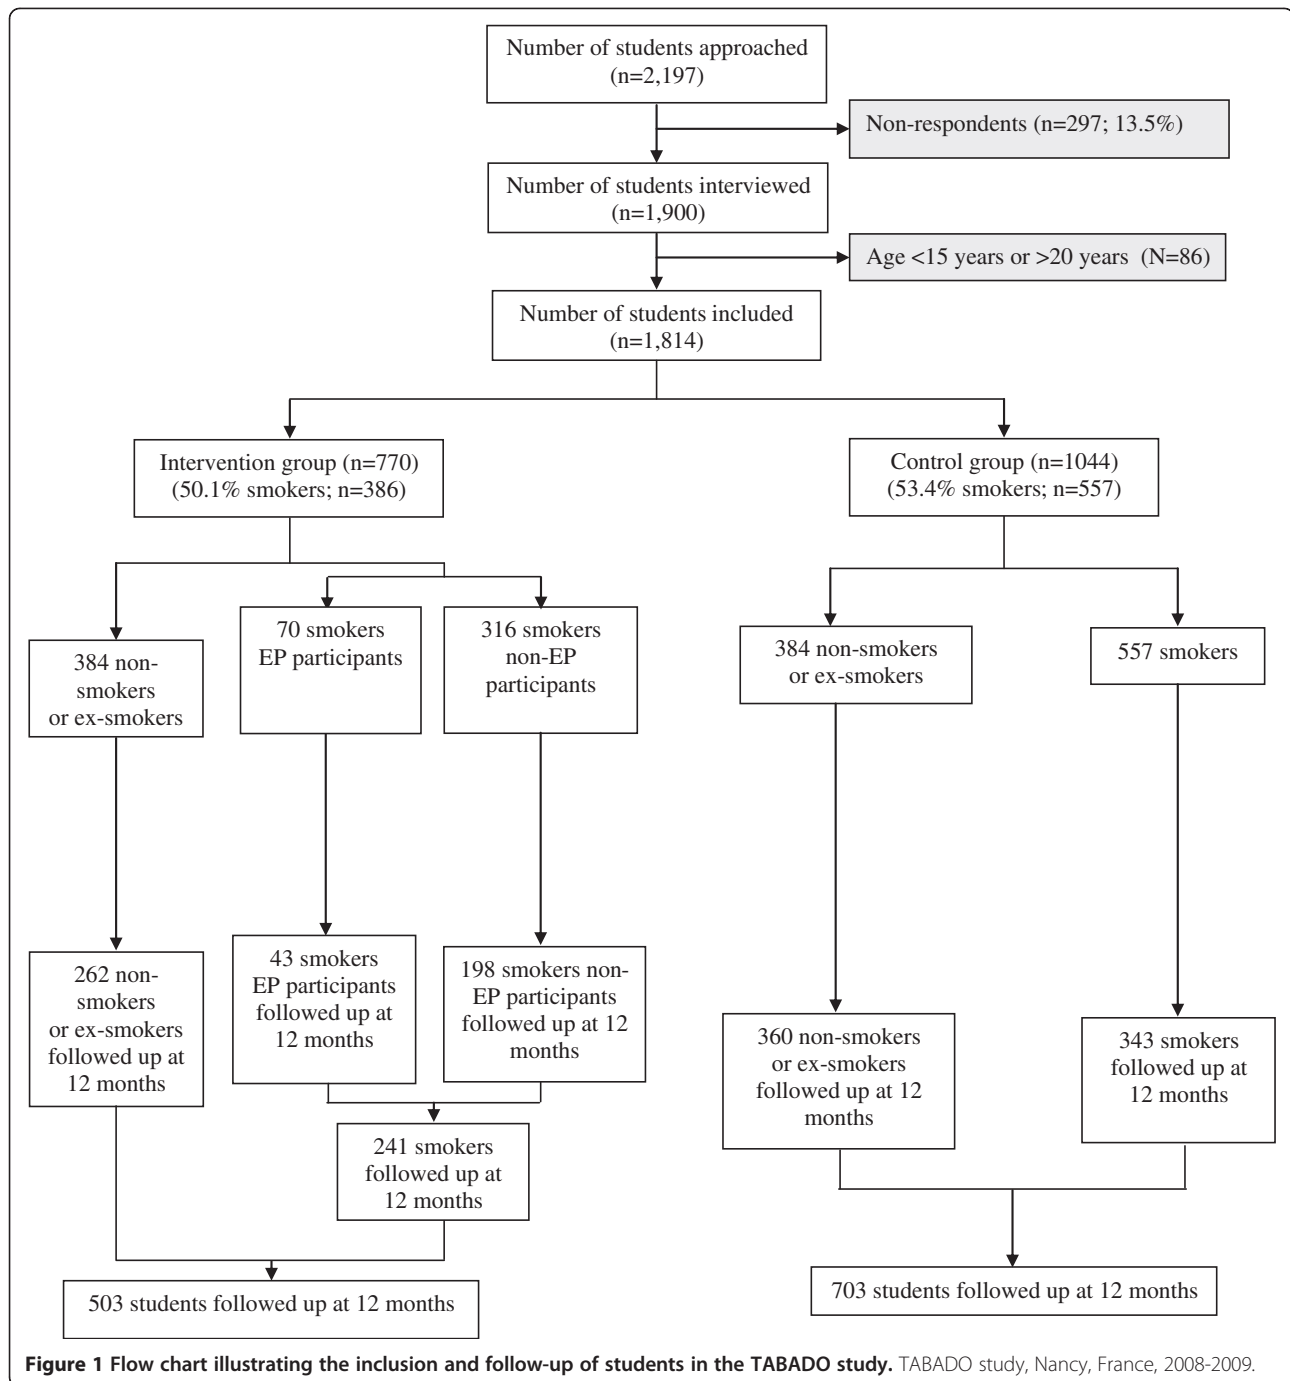 Number of students approached
(n=2,197)
Non-respondents (n=297; 13.5%)
Number of students interviewed
(n=1,900)
Age <15 years or >20 years (N=86)
Number of students included
(n=1,814)
Intervention group (n=770)
(50.1% smokers; n=386)
Control group (n=1044)
(53.4% smokers; n=557)
384 non-
smokers
or ex-smokers
70 smokers
EP participants
316 smokers
non-EP
participants
384 non-smokers
or ex-smokers
557 smokers
262 non-
smokers
or ex-smokers
followed up at
12 months
43 smokers
EP participants
followed up at
12 months
198 smokers non-
EP participants
followed up at 12
months
360 non-smokers
or ex-smokers
followed up at 12
months
343 smokers
followed up at
12 months
241 smokers
followed up at
12 months
503 students followed up at 12 months
703 students followed up at 12 months
Figure 1 Flow chart illustrating the inclusion and follow-up of students in the TABADO study. TABADO study, Nancy, France, 2008-2009.